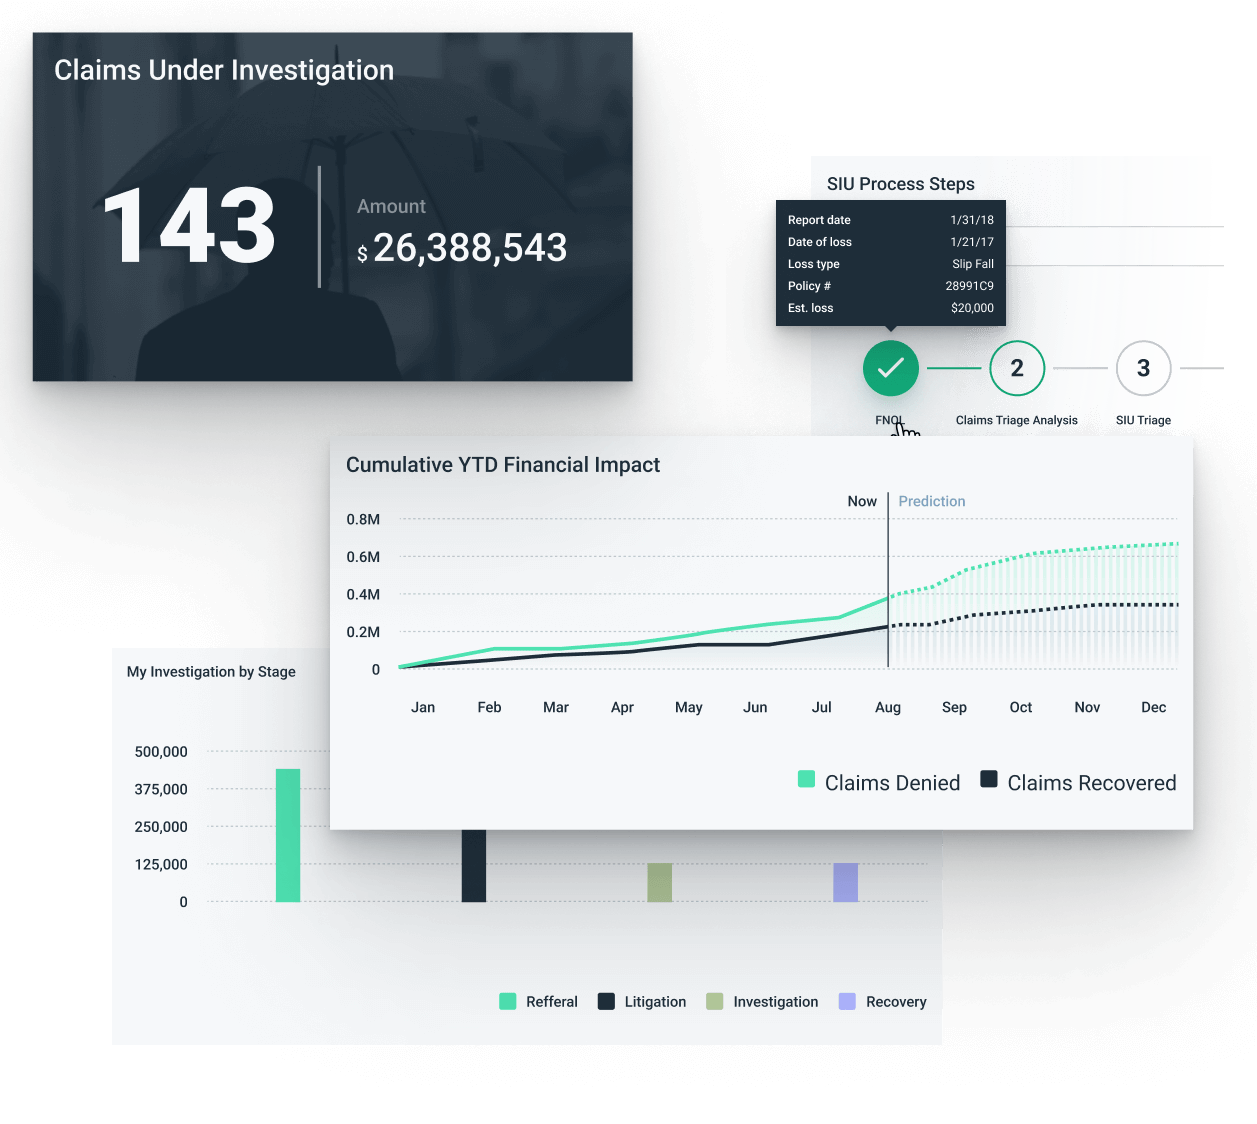 Claims Under Investigation
143
Amount
$ 26,388,543
SIU Process Steps
Report date 1/31/18
Date of loss 1/21/17
Loss type Slip Fall
Policy # 28991C9
Est. loss $20,000
2
3
FNOL
Claims Triage Analysis
SIU Triage
Cumulative YTD Financial Impact
Now
Prediction
0.8M
0.6M
0.4M
0.2M
0
Jan Feb Mar Apr May Jun Jul Aug Sep Oct Nov Dec
Claims Denied
Claims Recovered
My Investigation by Stage
500,000
375,000
250,000
125,000
0
Refferal
Litigation
Investigation
Recovery